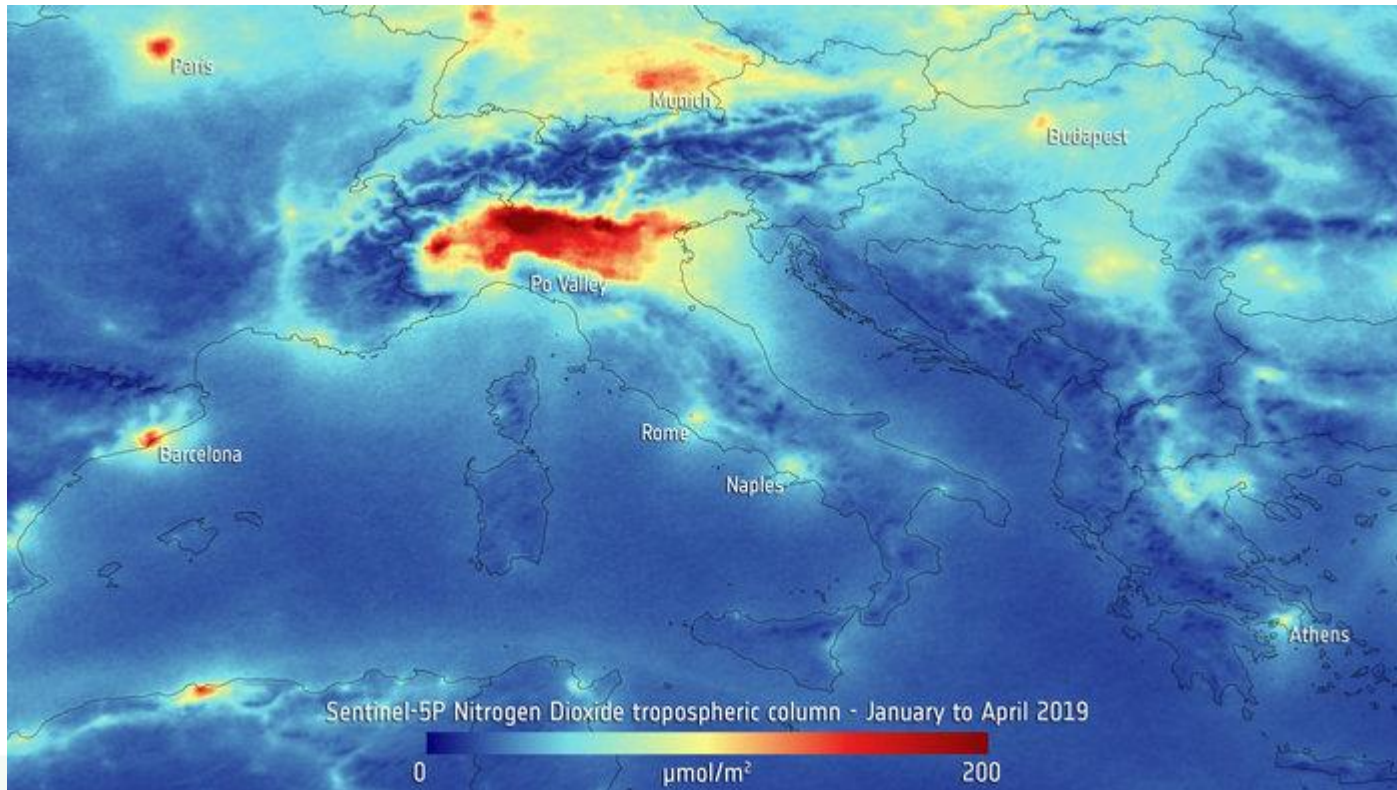 Paris
Munich
Budapest
Po Valley
Rome
Barcelona
Naples
Athens
Sentinel-5P Nitrogen Dioxide tropospheric column - January to April 2019
0 µmol/m² 200